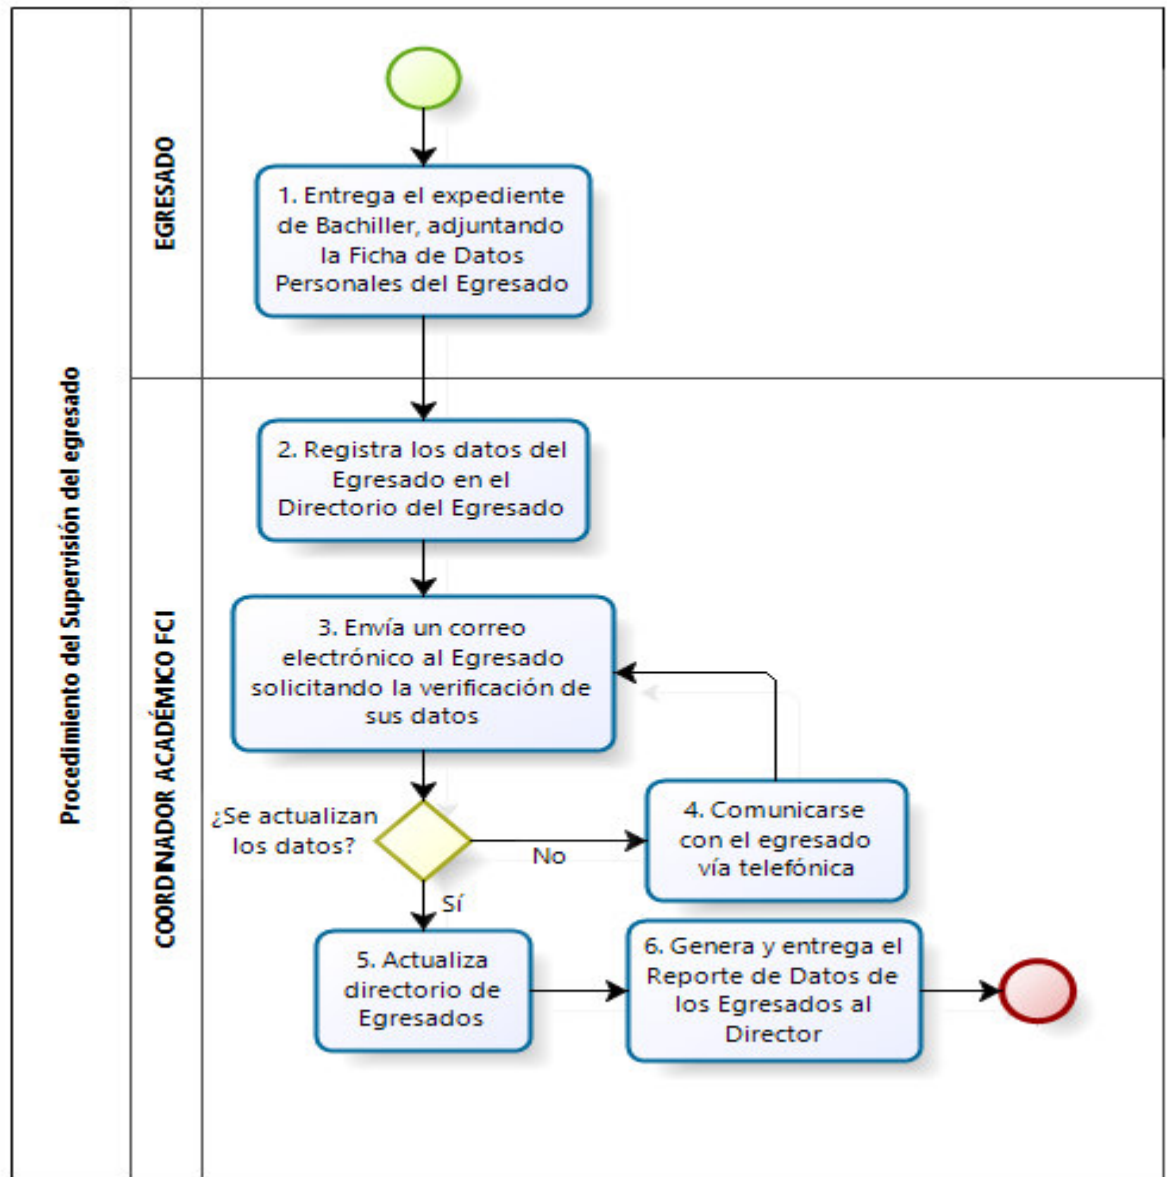 Procedimiento del Supervisión del egresado
EGRESADO
1. Entrega el expediente
de Bachiller, adjuntando
la Ficha de Datos
Personales del Egresado
COORDINADOR ACADÉMICO FCI
2. Registra los datos del
Egresado en el
Directorio del Egresado
3. Envía un correo
electrónico al Egresado
solicitando la verificación de
sus datos
¿Se actualizan
los datos?
No
4. Comunicarse
con el egresado
vía telefónica
Sí
5. Actualiza
directorio de
Egresados
6. Genera y entrega el
Reporte de Datos de
los Egresados al
Director